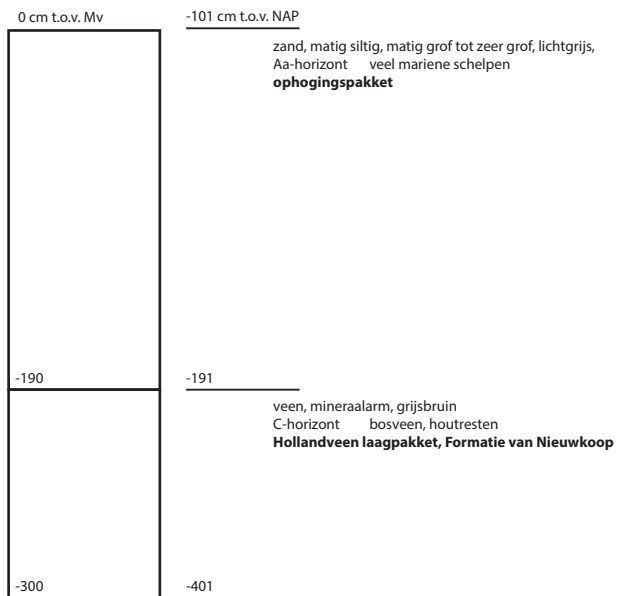 0 cm t.o.v. Mv
-101 cm t.o.v. NAP
zand, matig siltig, matig grof tot zeer grof, lichtgrijs,
Aa-horizont veel mariene schelpen
ophogingspakket
-190
-191
veen, mineraalarm, grijsbruin
C-horizont bosveen, houtresten
Hollandveen laagpakket, Formatie van Nieuwkoop
-300
-401